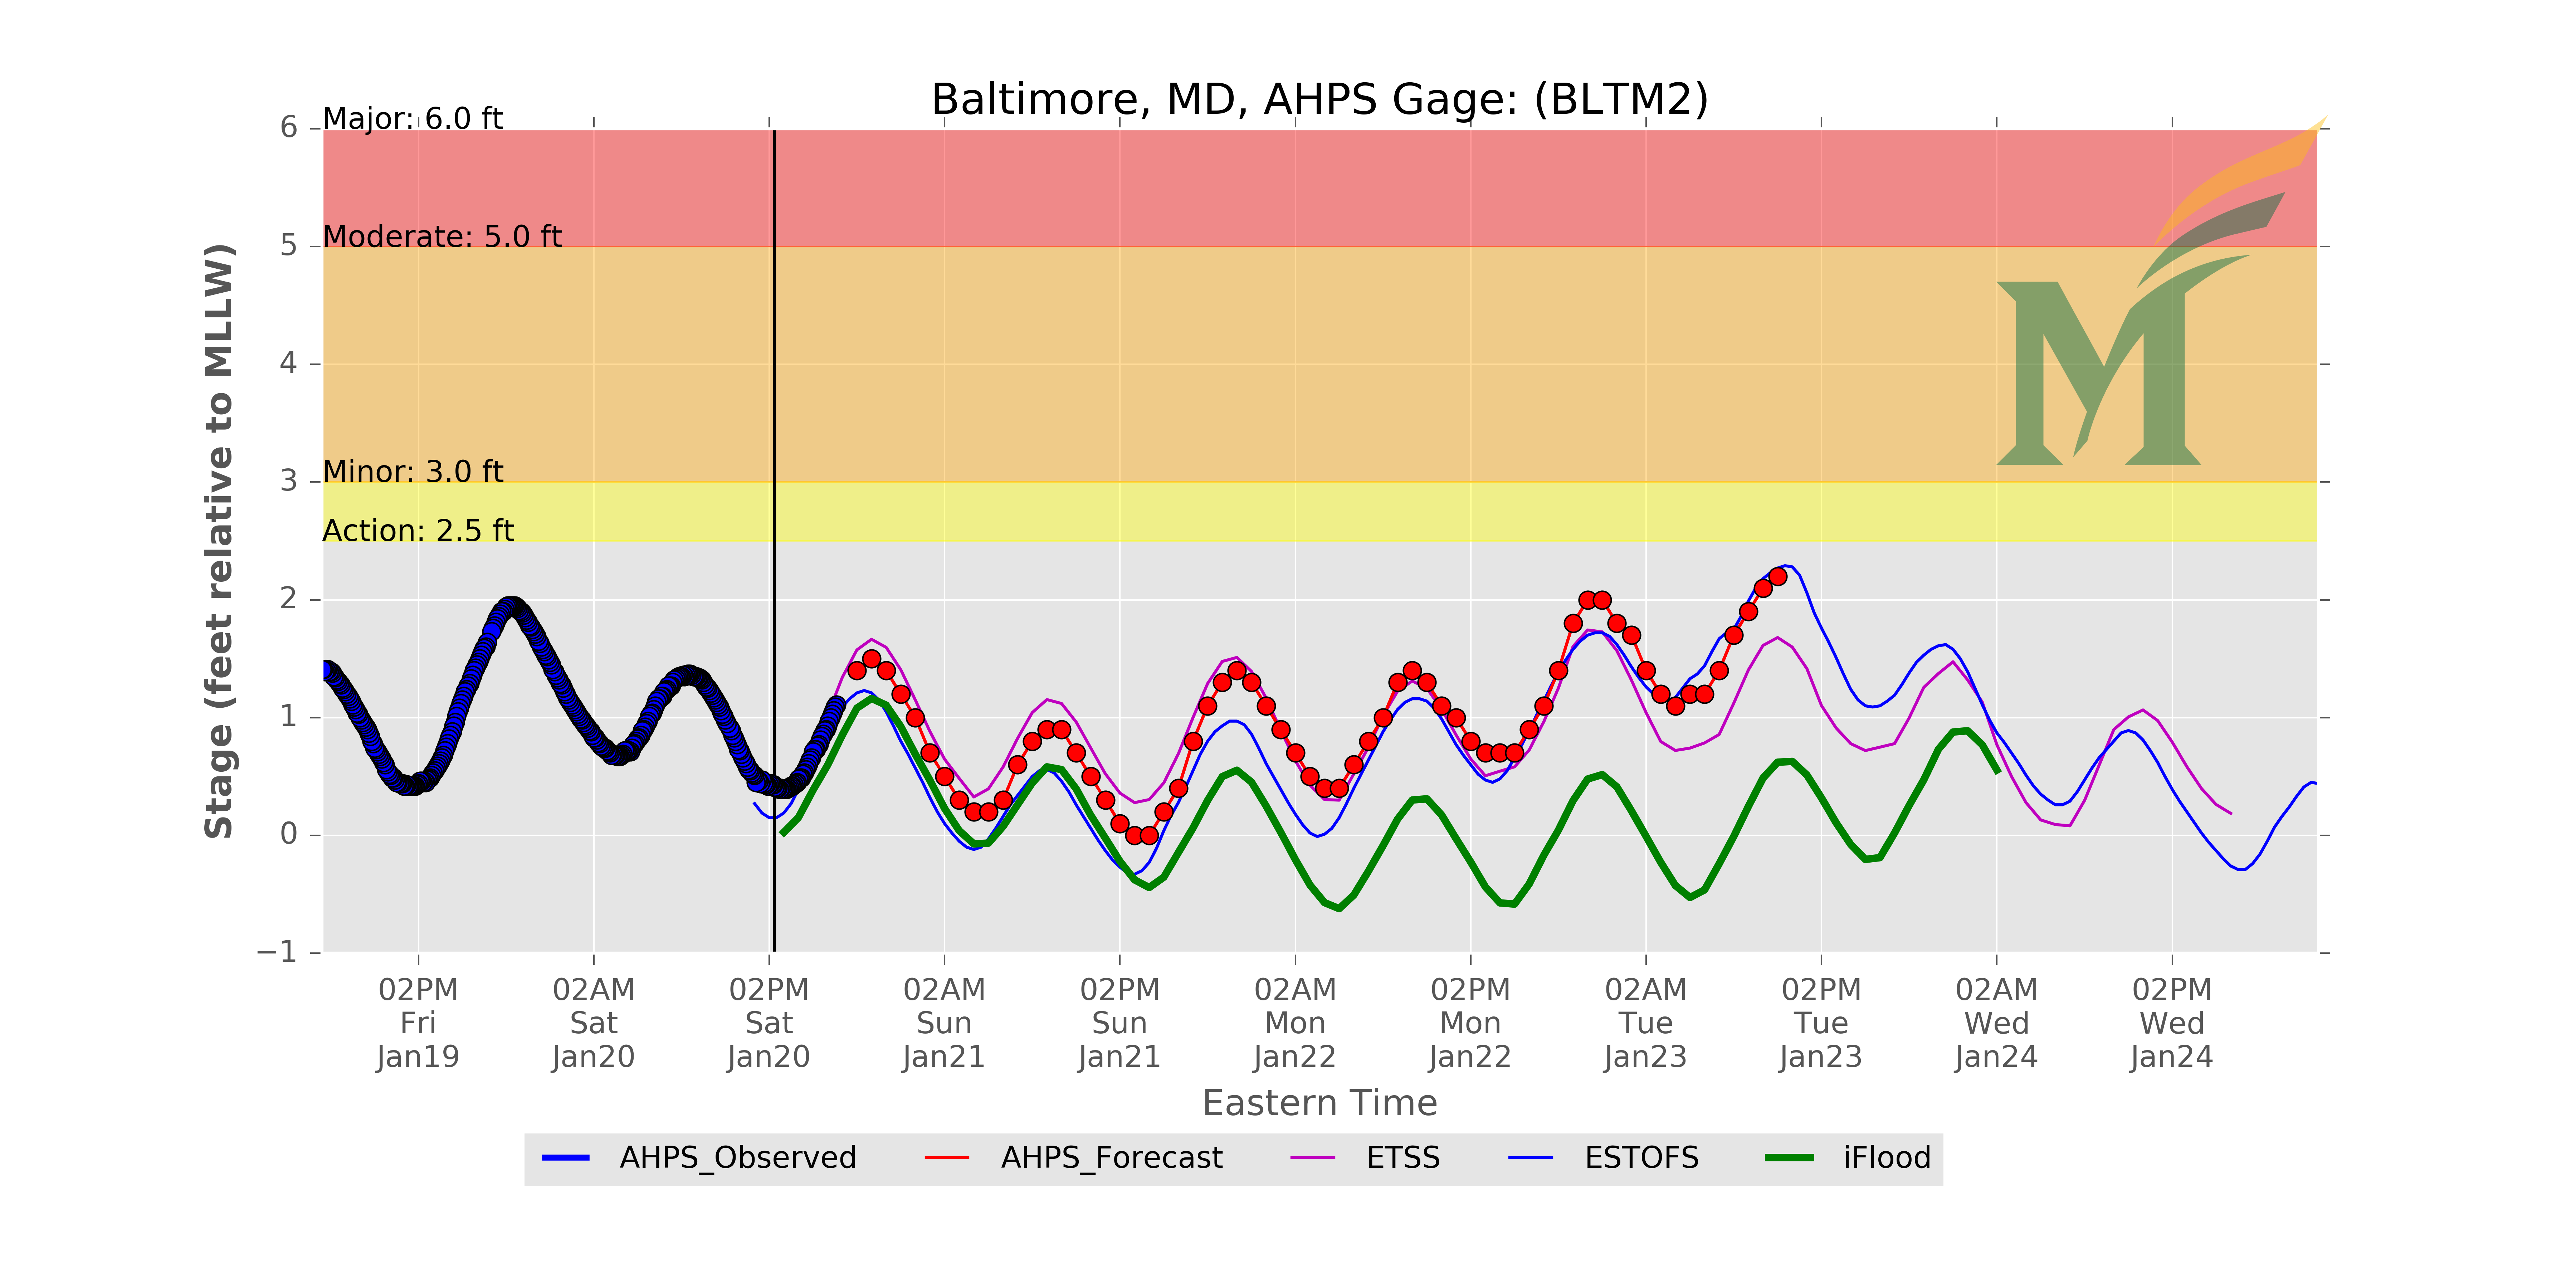 Baltimore, MD, AHPS Gage: (BLTM2)
Major: 6.0 ft
Moderate: 5.0 ft
Minor: 3.0 ft
Action: 2.5 ft
Stage (feet relative to MLLW)
6
5
4
3
2
1
0
−1
02PM
Fri
Jan19
02AM
Sat
Jan20
02PM
Sat
Jan20
02AM
Sun
Jan21
02PM
Sun
Jan21
02AM
Mon
Jan22
02PM
Mon
Jan22
02AM
Tue
Jan23
02PM
Tue
Jan23
02AM
Wed
Jan24
02PM
Wed
Jan24
Eastern Time
AHPS_Observed
AHPS_Forecast
ETSS
ESTOFS
iFlood
M